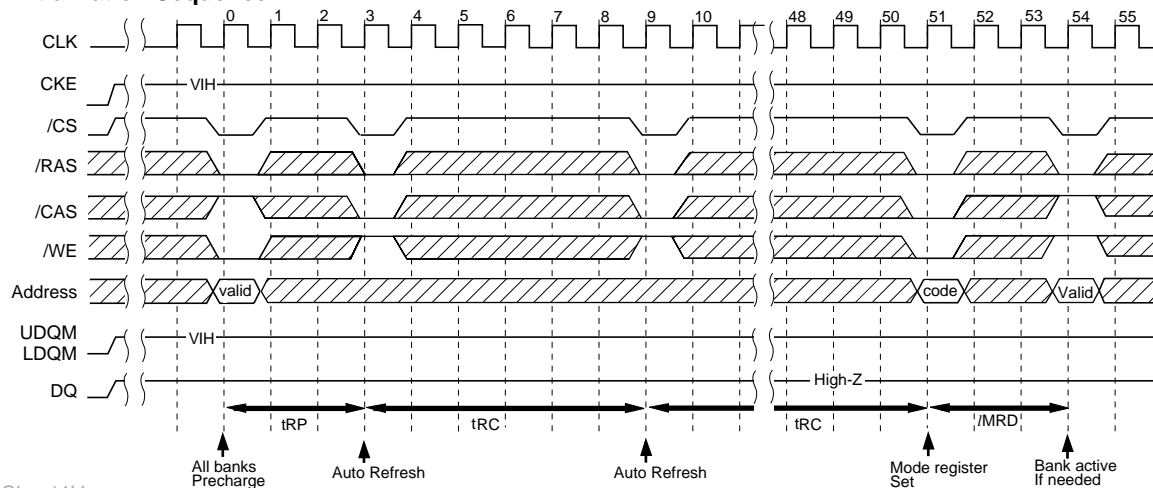 0 1 2 3 4 5 6 7 8 9 10 48 49 50 51 52 53 54 55
CLK
CKE VIH
/CS
/RAS
/CAS
/WE
Address valid code Valid
UDQM
LDQM
VIH
DQ High-Z
tRP tRC tRC /MRD
All banks
Precharge
Auto Refresh
Auto Refresh
Mode register
Set
Bank active
If needed